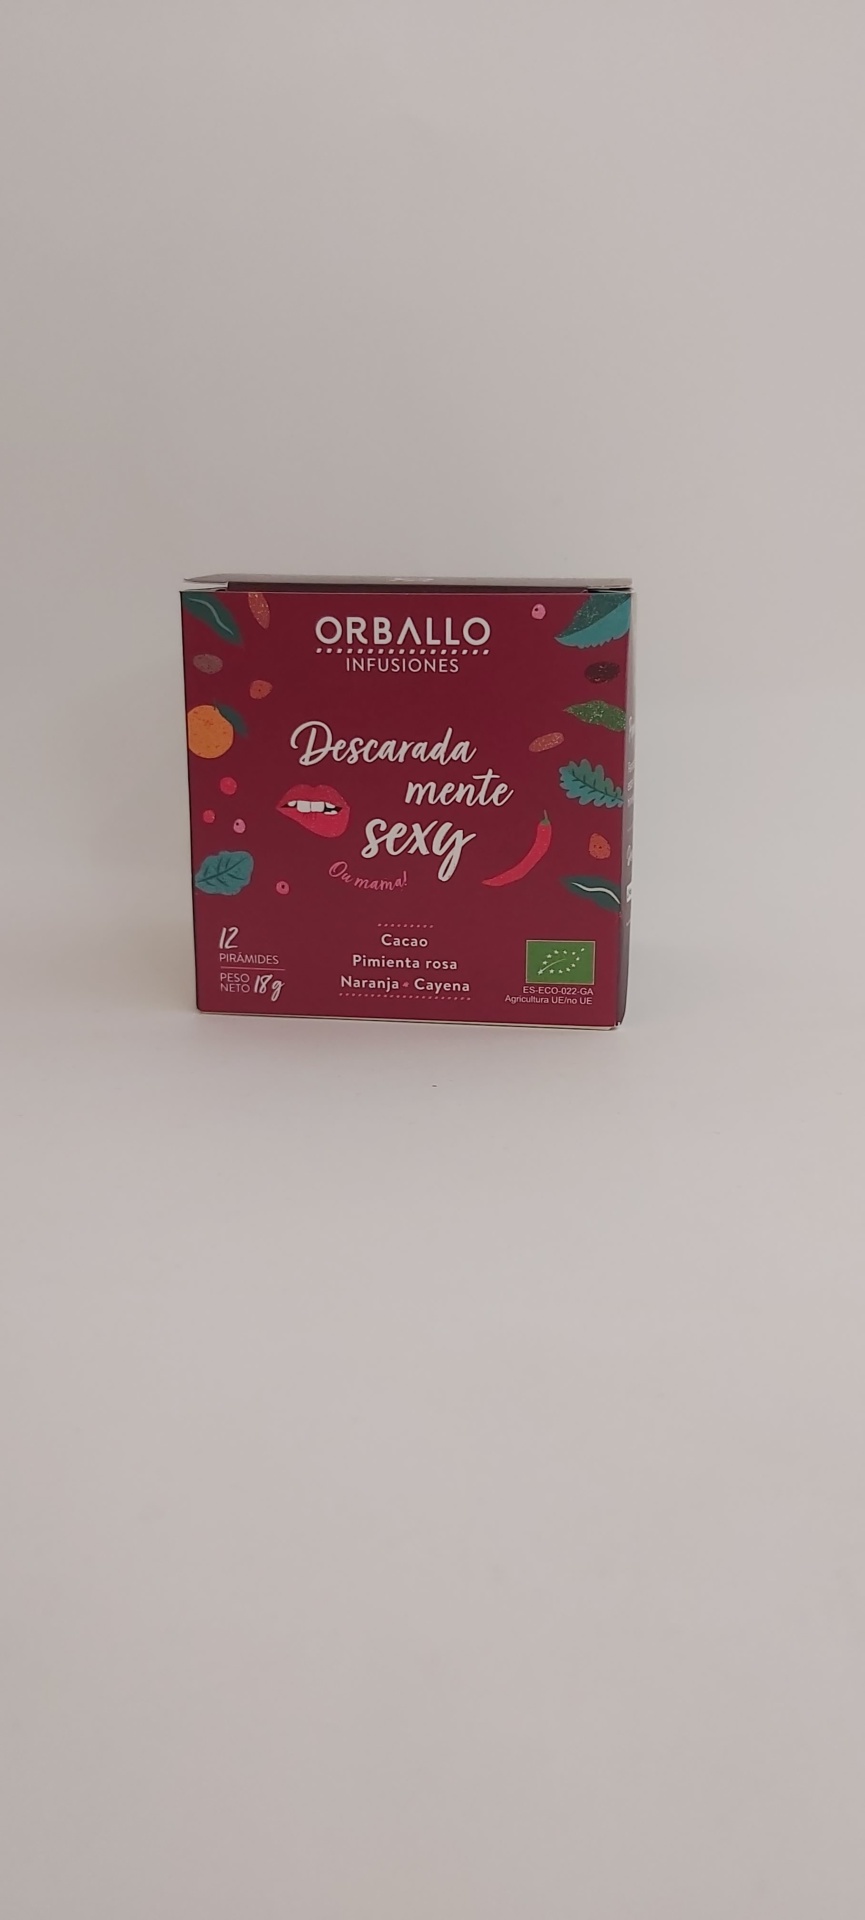 ORBALLO
INFUSIONES
Descarada
mente
sexy
Ou mama!
12
PIRÁMIDES
PESO
NETO 18g
Cacao
Pimienta rosa
Naranja • Cayena
ES-ECO-022-GA
Agricultura UE/no UE